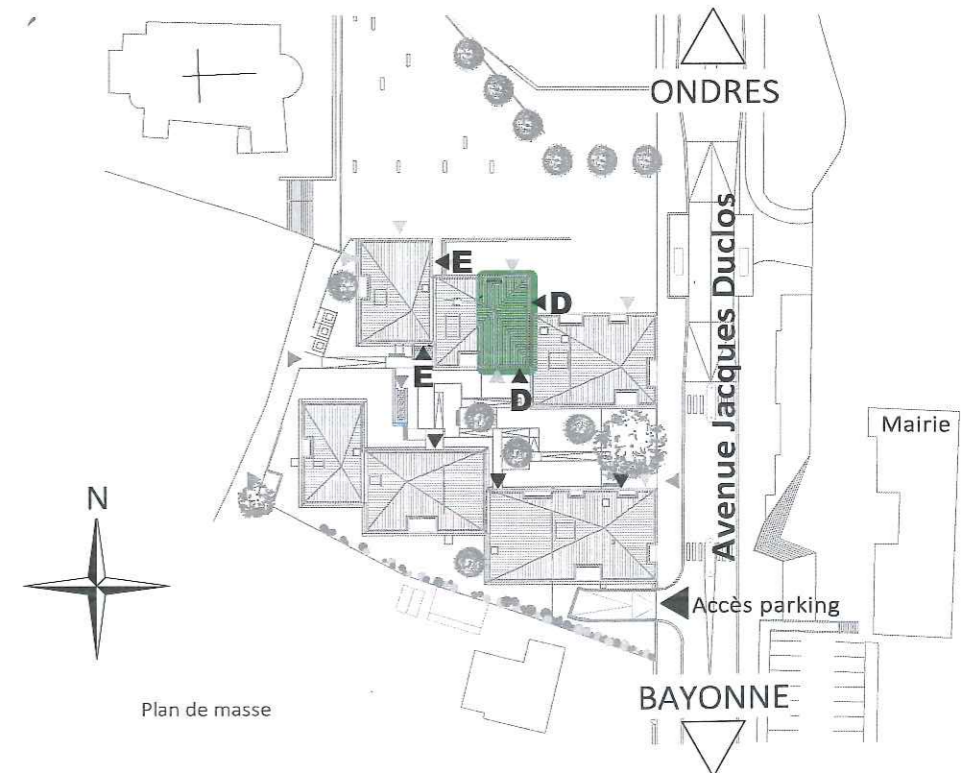 ONDRES
Avenue Jacques Duclos
E
D
E
D
Mairie
N
Accès parking
BAYONNE
Plan de masse